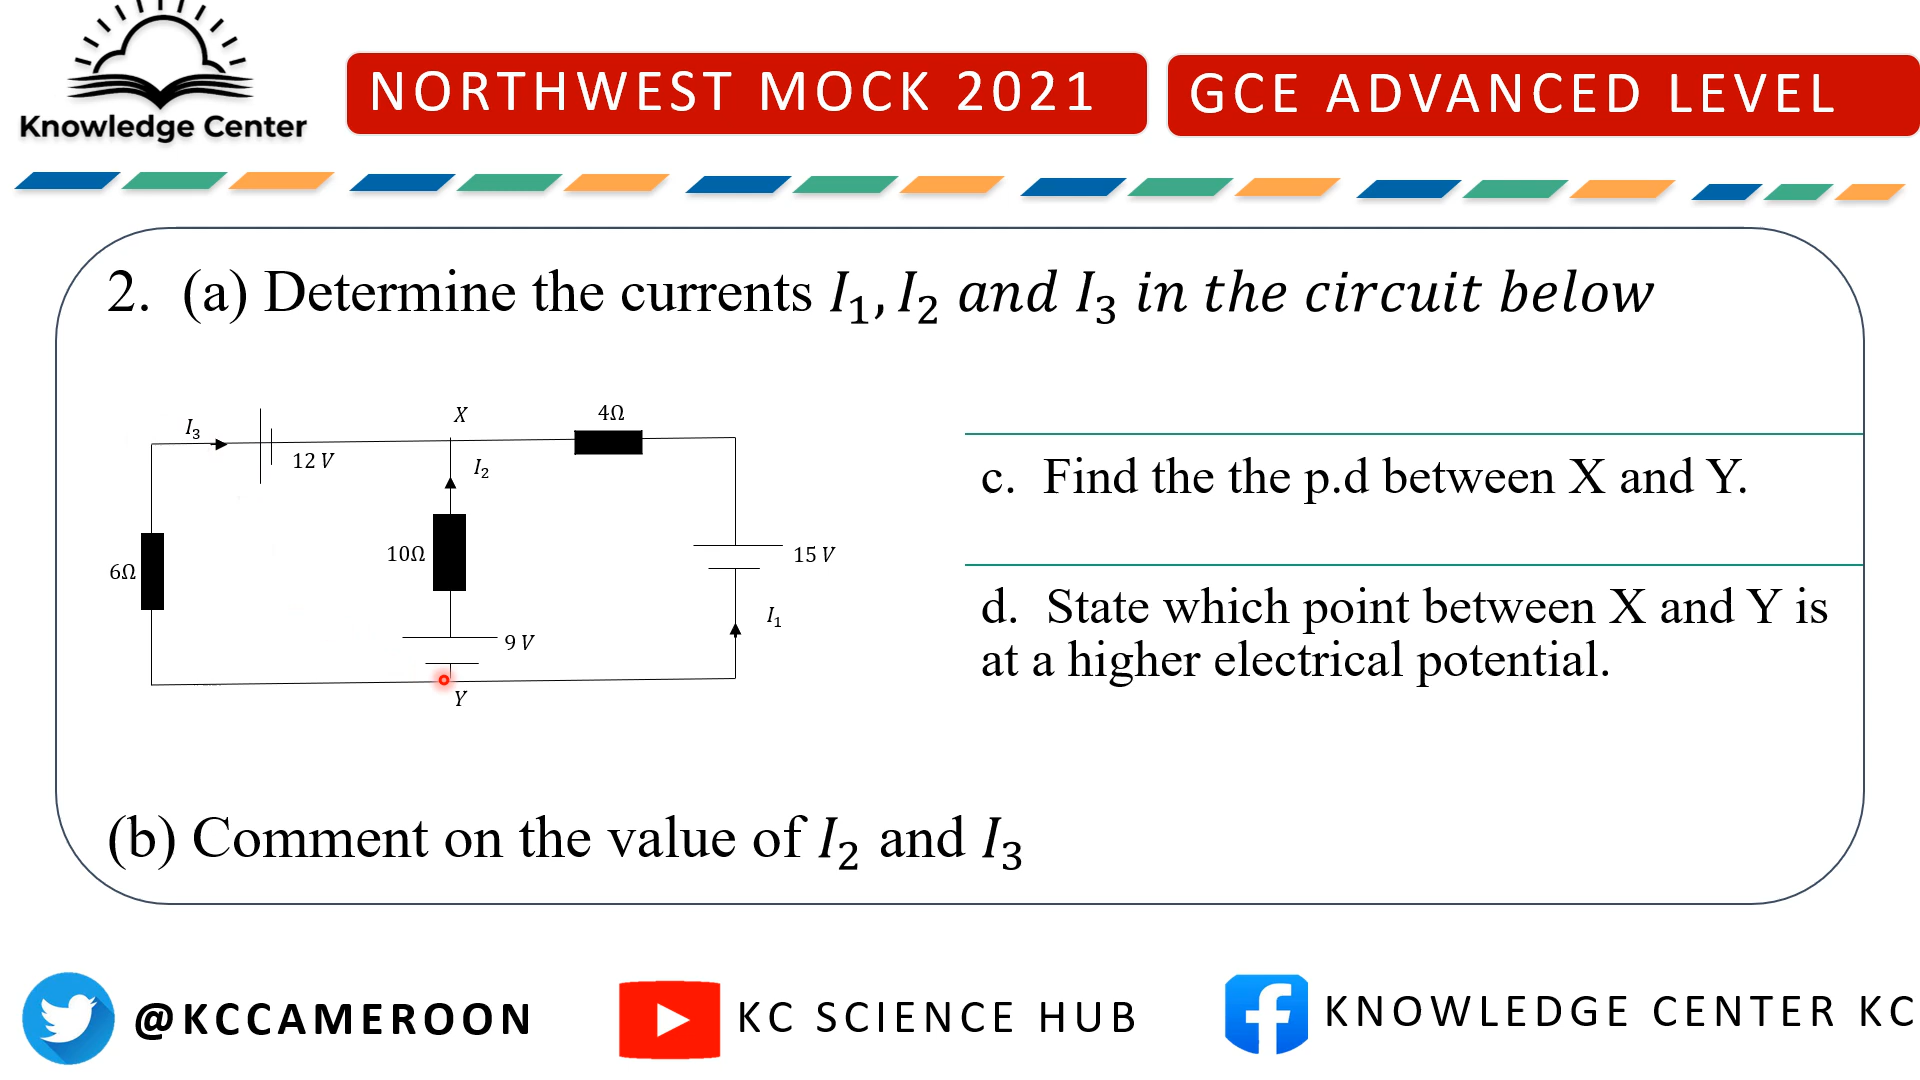 Knowledge Center
NORTHWEST MOCK 2021
GCE ADVANCED LEVEL
2. (a) Determine the currents I₁, I₂ and I₃ in the circuit below
I₃
12 V
X
I₂
4Ω
6Ω
10Ω
9 V
15 V
I₁
Y
c. Find the the p.d between X and Y.
d. State which point between X and Y is
at a higher electrical potential.
(b) Comment on the value of I₂ and I₃
@KCCAMEROON
KC SCIENCE HUB
KNOWLEDGE CENTER KC